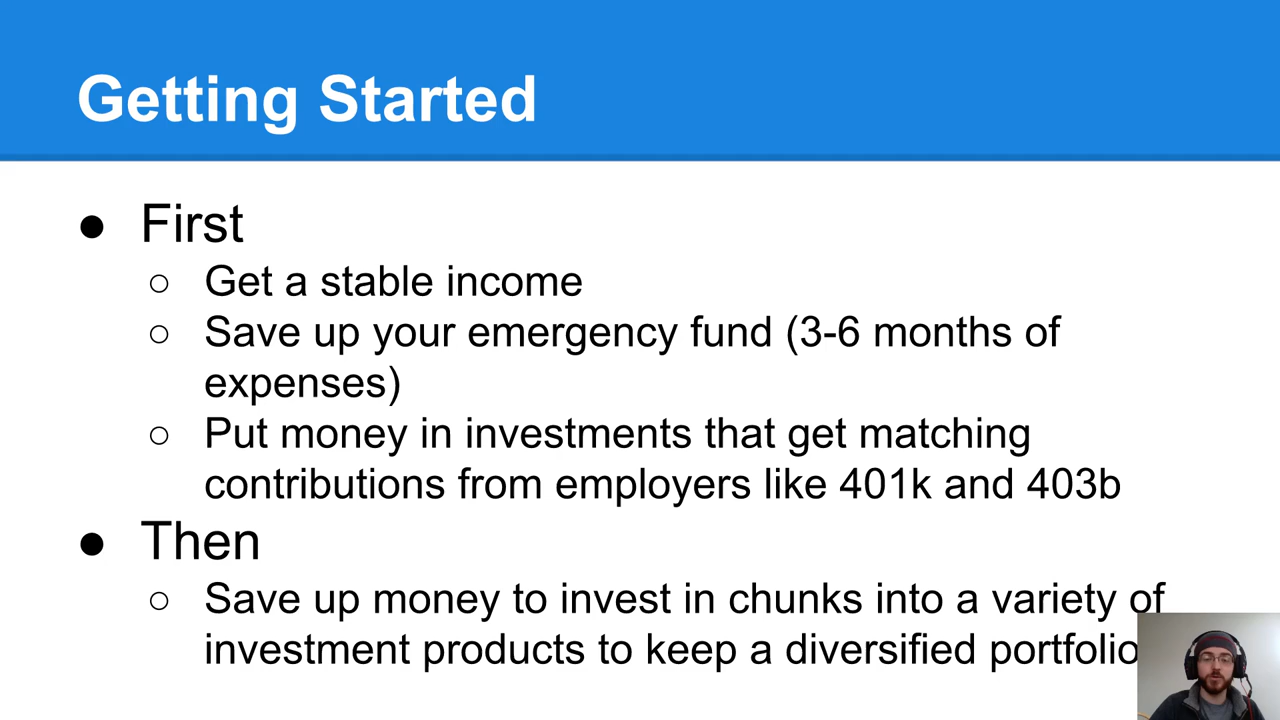 Getting Started
● First
○ Get a stable income
○ Save up your emergency fund (3-6 months of
expenses)
○ Put money in investments that get matching
contributions from employers like 401k and 403b
● Then
○ Save up money to invest in chunks into a variety of
investment products to keep a diversified portfolio